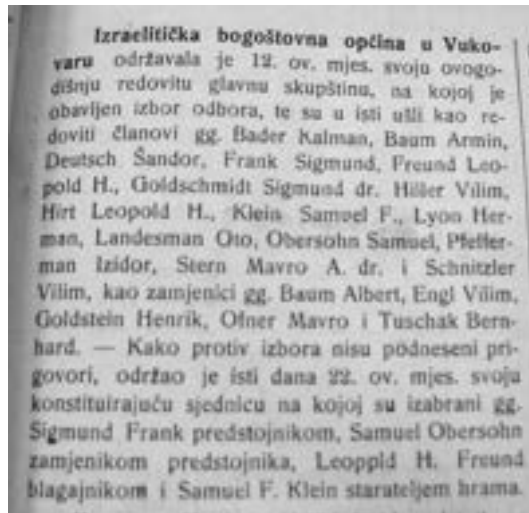 Izraelitička bogoštovna općina u Vuko-
varu održavala je 12. ov. mjes. svoju ovogo-
dišnju redovitu glavnu skupštinu, na kojoj je
obavljen izbor odbora, te su u isti ušli kao re-
doviti članovi gg. Bader Kalman, Baum Armin,
Deutsch Šandor, Frank Sigmund, Freund Leo-
pold H., Goldschmidt Sigmund dr. Hiller Vilim,
Hirt Leopold H., Klein Samuel F., Lyon Her-
man, Landesman Oto, Obersohn Samuel, Pfeffer-
man Izidor, Stern Mavro A. dr. i Schnitzler
Vilim, kao zamjenici gg. Baum Albert, Engl Vilim,
Goldstein Henrik, Ofner Mavro i Tuschak Bern-
hard. — Kako protiv izbora nisu podneseni pri-
govori, održao je isti dana 22. ov. mjes. svoju
konstituirajuću sjednicu na kojoj su izabrani gg.
Sigmund Frank predstojnikom, Samuel Obersohn
zamjenikom predstojnika, Leoppld H. Freund
blagajnikom i Samuel F. Klein starateljem hrama.